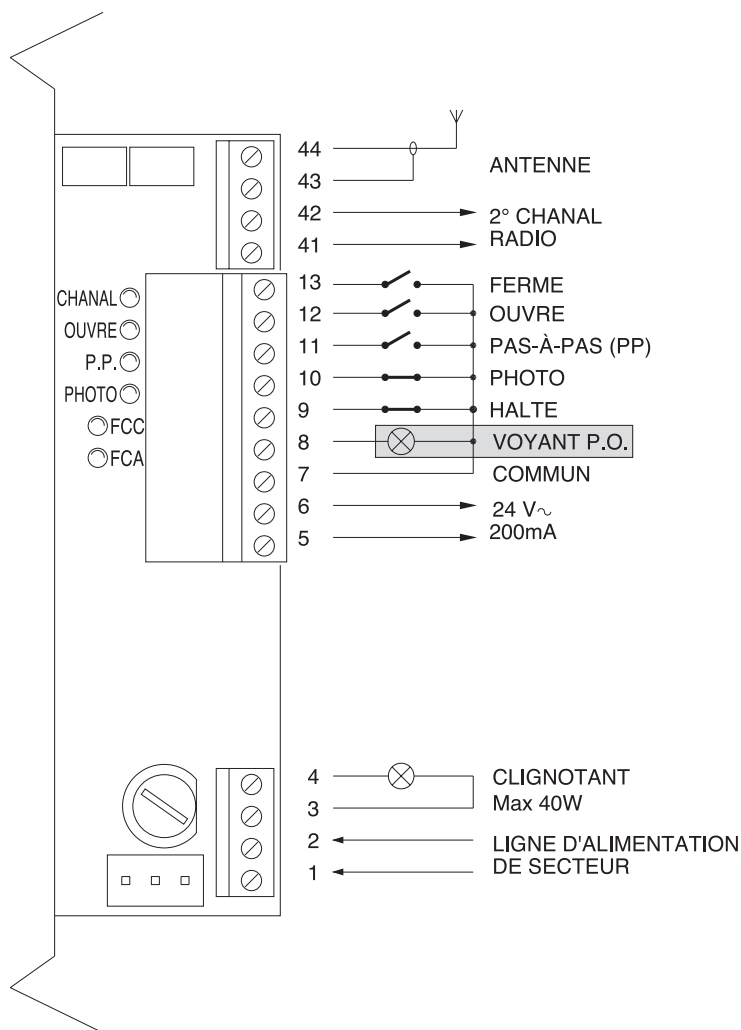 44
43
ANTENNE
42
2° CHANAL
41
RADIO
CHANAL
OUVRE
P.P.
PHOTO
FCC
FCA
13
FERME
12
OUVRE
11
PAS-À-PAS (PP)
10
PHOTO
9
HALTE
8
VOYANT P.O.
7
COMMUN
6
24 V~
5
200mA
4
CLIGNOTANT
3
Max 40W
2
LIGNE D'ALIMENTATION
1
DE SECTEUR